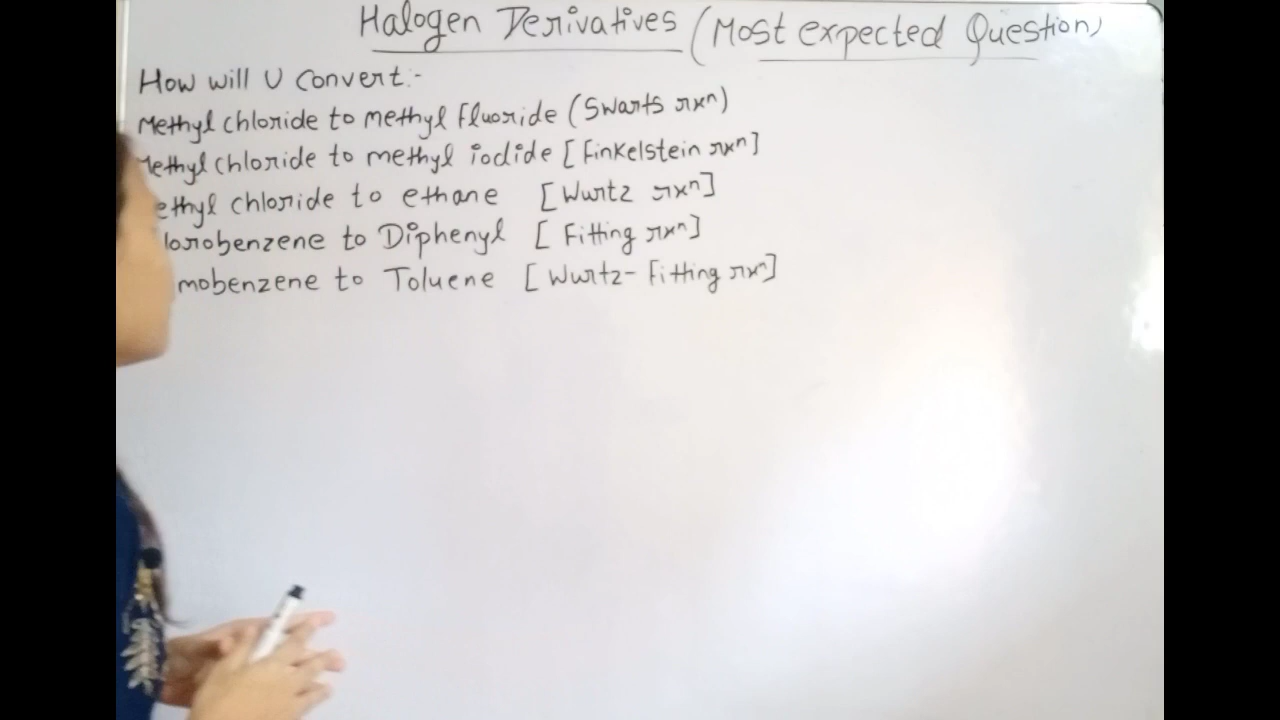 Halogen Derivatives (Most expected Question)
How will U convert:-
Methyl chloride to methyl fluoride (Swarts rxⁿ)
Methyl chloride to methyl iodide [Finkelstein rxⁿ]
ethyl chloride to ethane [Wurtz rxⁿ]
lorobenzene to Diphenyl [Fitting rxⁿ]
mobenzene to Toluene [Wurtz-Fitting rxⁿ]